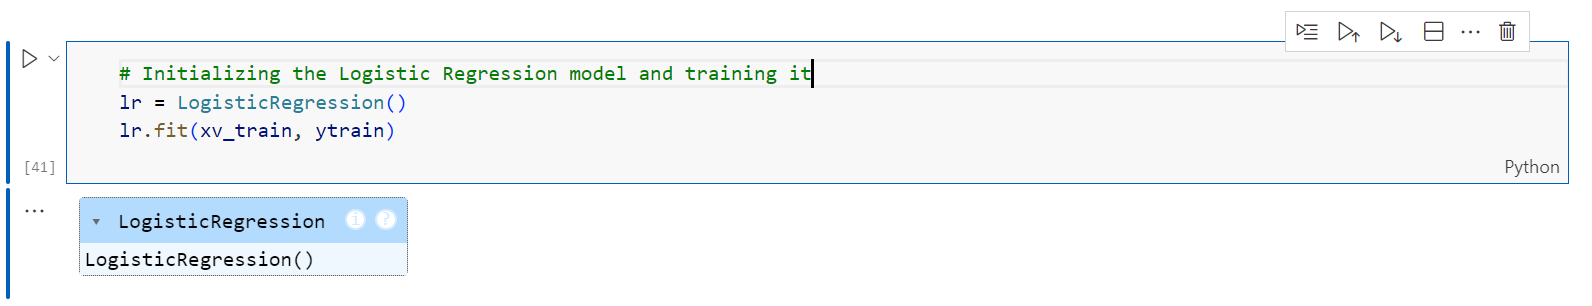 # Initializing the Logistic Regression model and training it
lr = LogisticRegression()
lr.fit(xv_train, ytrain)
[41]
Python
LogisticRegression i ?
LogisticRegression()